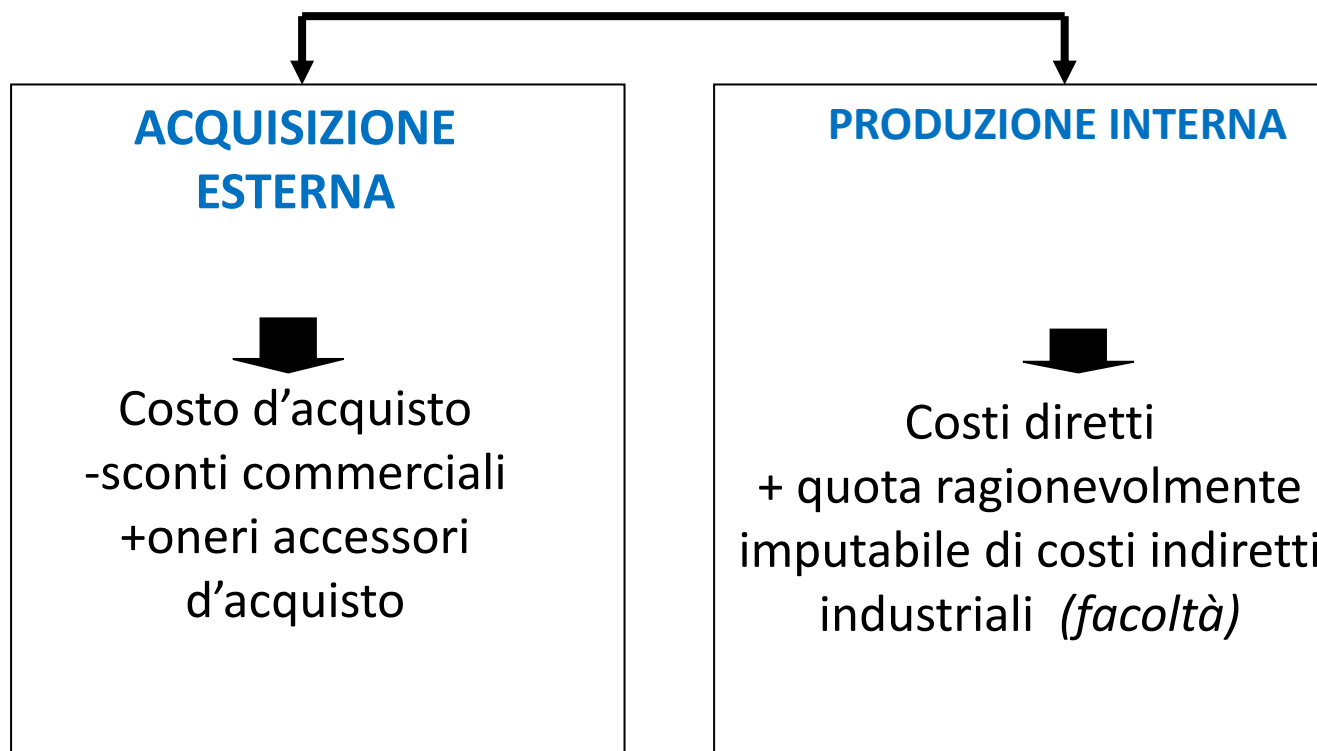 ACQUISIZIONE
ESTERNA
Costo d’acquisto
-sconti commerciali
+oneri accessori
d’acquisto
PRODUZIONE INTERNA
Costi diretti
+ quota ragionevolmente
imputabile di costi indiretti
industriali (facoltà)